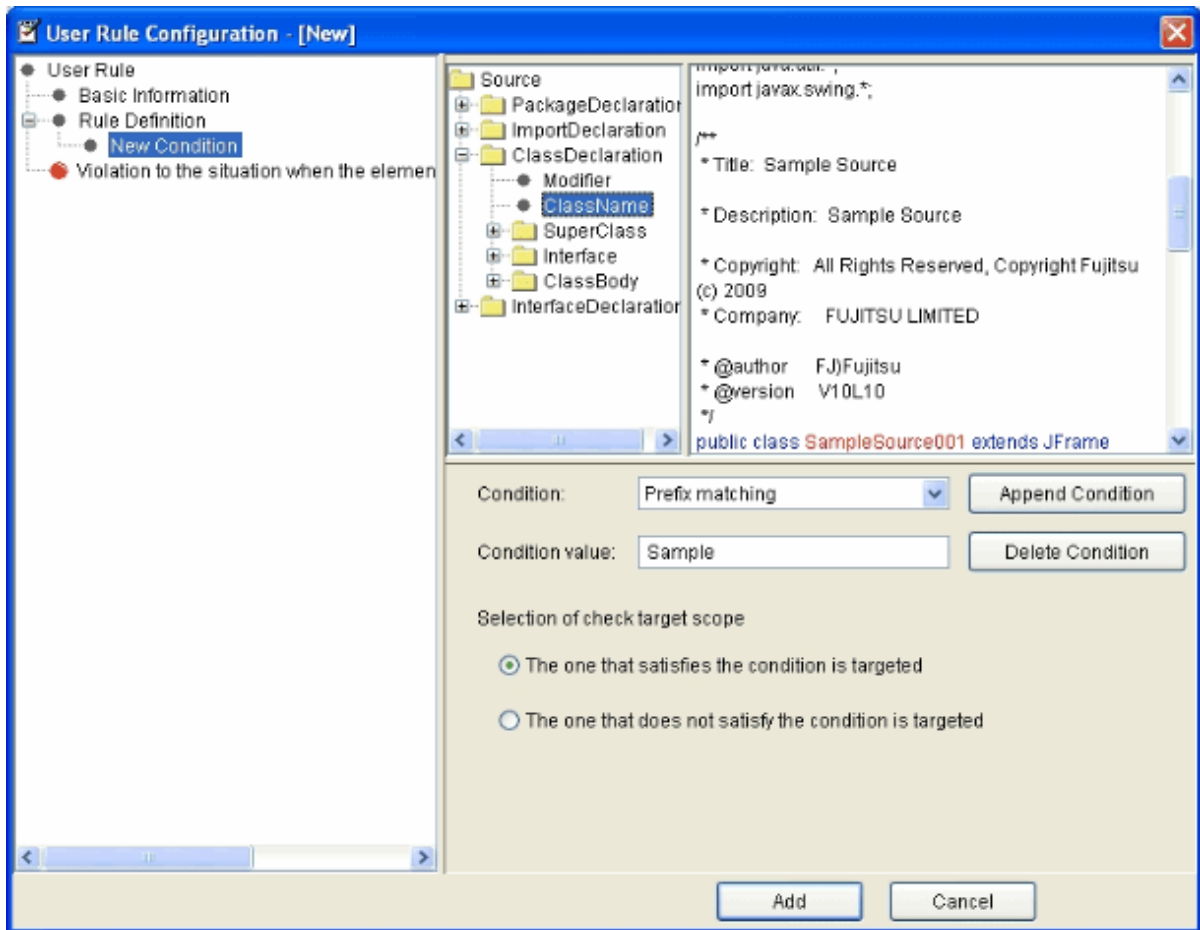 User Rule Configuration - [New]
User Rule
Basic Information
Rule Definition
New Condition
Violation to the situation when the elemen
Source
PackageDeclaration
ImportDeclaration
ClassDeclaration
Modifier
ClassName
SuperClass
Interface
ClassBody
InterfaceDeclaration
import java.util.*;
import javax.swing.*;
/**
* Title: Sample Source
* Description: Sample Source
* Copyright: All Rights Reserved, Copyright Fujitsu
(c) 2009
* Company: FUJITSU LIMITED
* @author FJ)Fujitsu
* @version V10L10
*/
public class SampleSource001 extends JFrame
Condition:
Prefix matching
Append Condition
Condition value:
Sample
Delete Condition
Selection of check target scope
The one that satisfies the condition is targeted
The one that does not satisfy the condition is targeted
Add
Cancel